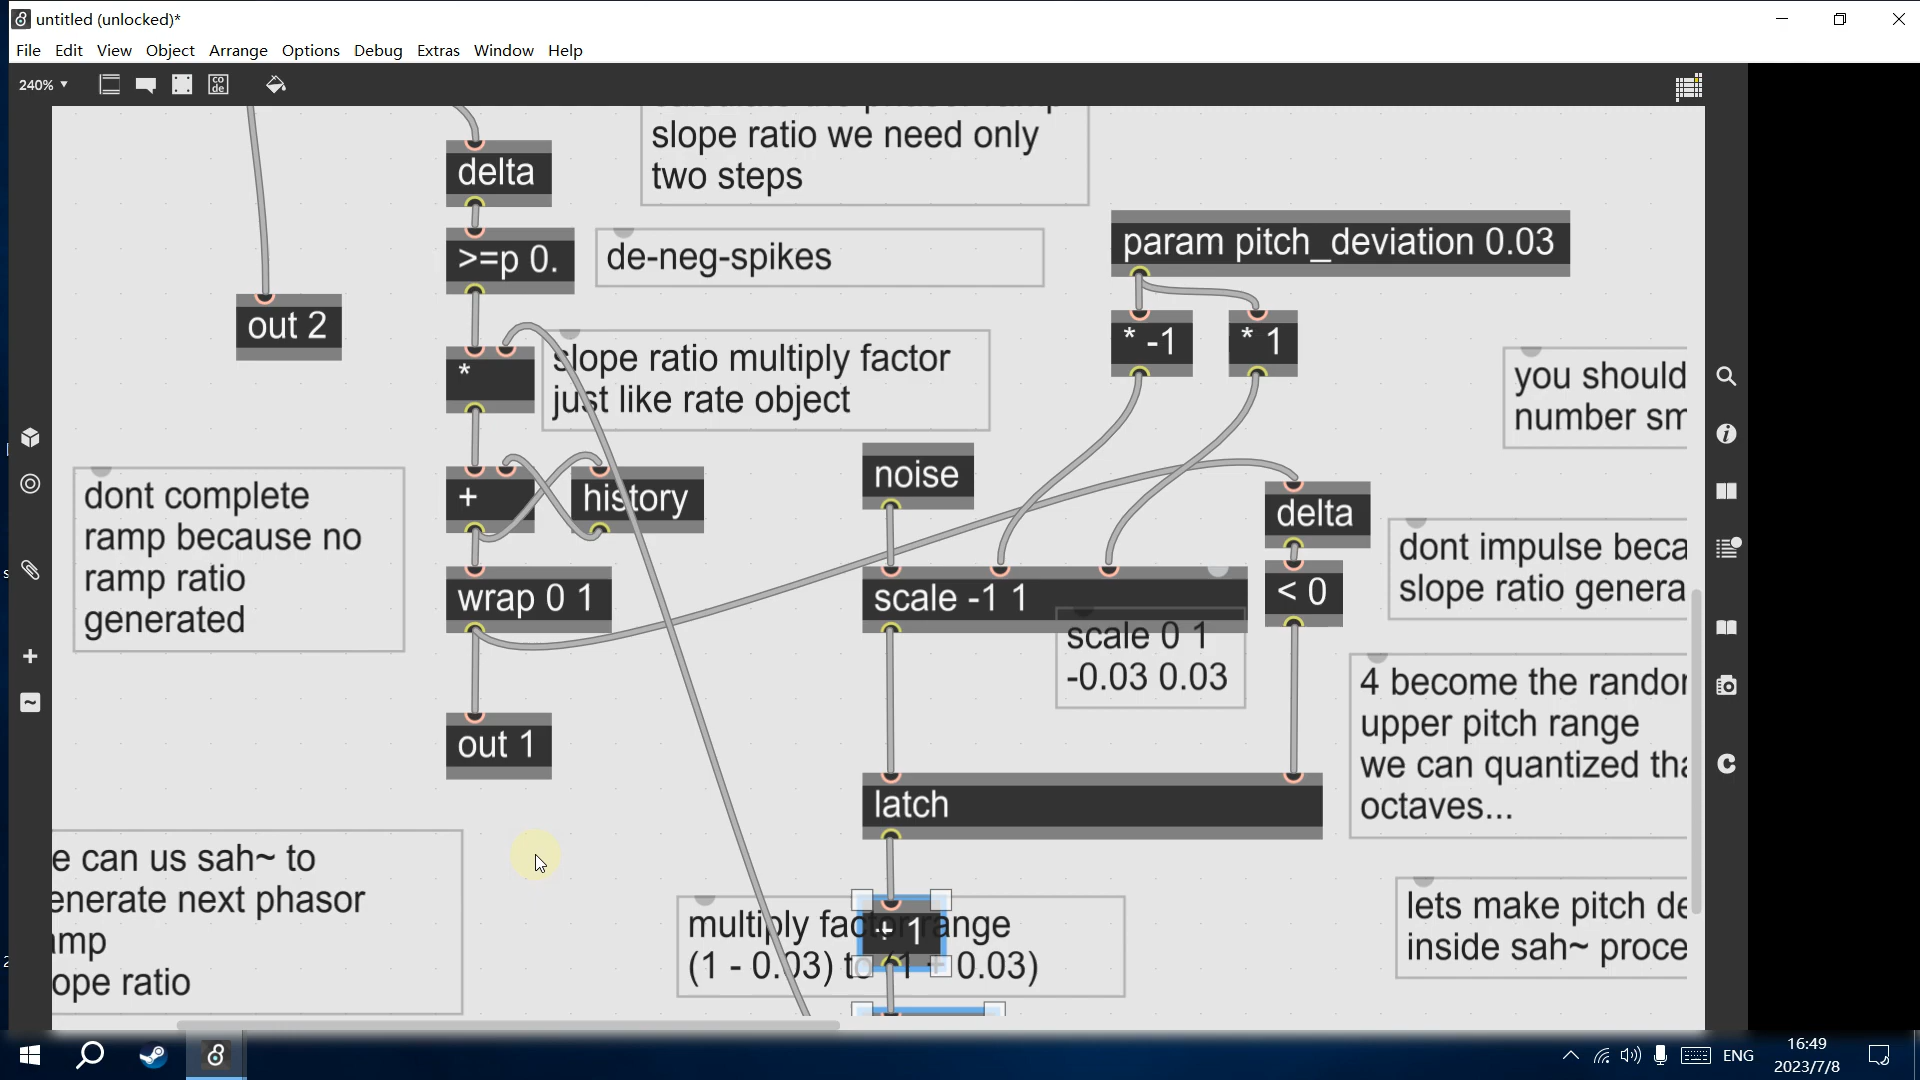 untitled (unlocked)*
File Edit View Object Arrange Options Debug Extras Window Help
240%
co
de
slope ratio we need only
two steps
delta
>=p 0.
de-neg-spikes
param pitch_deviation 0.03
out 2
* -1
* 1
*
slope ratio multiply factor
just like rate object
you should
number sm
noise
+
history
dont complete
ramp because no
ramp ratio
generated
delta
dont impulse beca
slope ratio genera
wrap 0 1
scale -1 1
< 0
scale 0 1
-0.03 0.03
4 become the random
upper pitch range
we can quantized tha
octaves...
out 1
latch
e can us sah~ to
enerate next phasor
amp
ope ratio
multiply factor range
(1 - 0.03) to (1 + 0.03)
+ 1
lets make pitch de
inside sah~ proce
ENG
16:49
2023/7/8